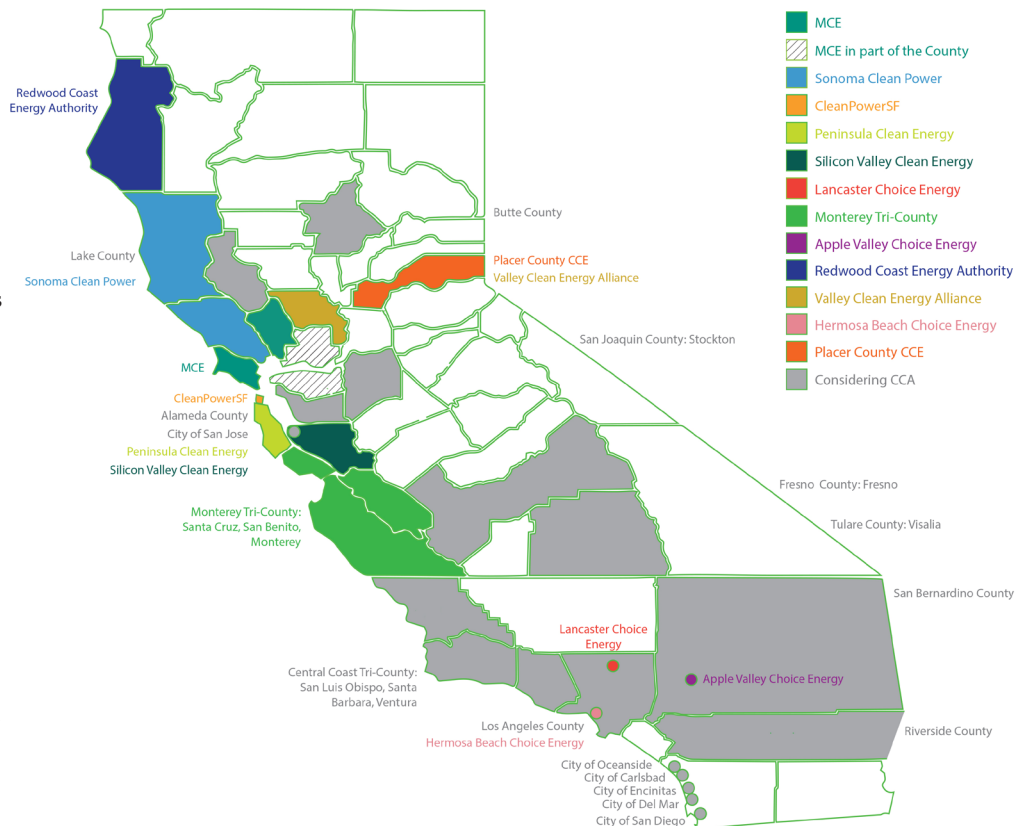 Redwood Coast
Energy Authority
Lake County
Sonoma Clean Power
s
MCE
CleanPowerSF
Alameda County
City of San Jose
Peninsula Clean Energy
Silicon Valley Clean Energy
Monterey Tri-County:
Santa Cruz, San Benito,
Monterey
Butte County
Placer County CCE
Valley Clean Energy Alliance
San Joaquin County: Stockton
Fresno County: Fresno
Tulare County: Visalia
San Bernardino County
Lancaster Choice
Energy
Apple Valley Choice Energy
Central Coast Tri-County:
San Luis Obispo, Santa
Barbara, Ventura
Los Angeles County
Hermosa Beach Choice Energy
Riverside County
City of Oceanside
City of Carlsbad
City of Encinitas
City of Del Mar
City of San Diego
MCE
MCE in part of the County
Sonoma Clean Power
CleanPowerSF
Peninsula Clean Energy
Silicon Valley Clean Energy
Lancaster Choice Energy
Monterey Tri-County
Apple Valley Choice Energy
Redwood Coast Energy Authority
Valley Clean Energy Alliance
Hermosa Beach Choice Energy
Placer County CCE
Considering CCA